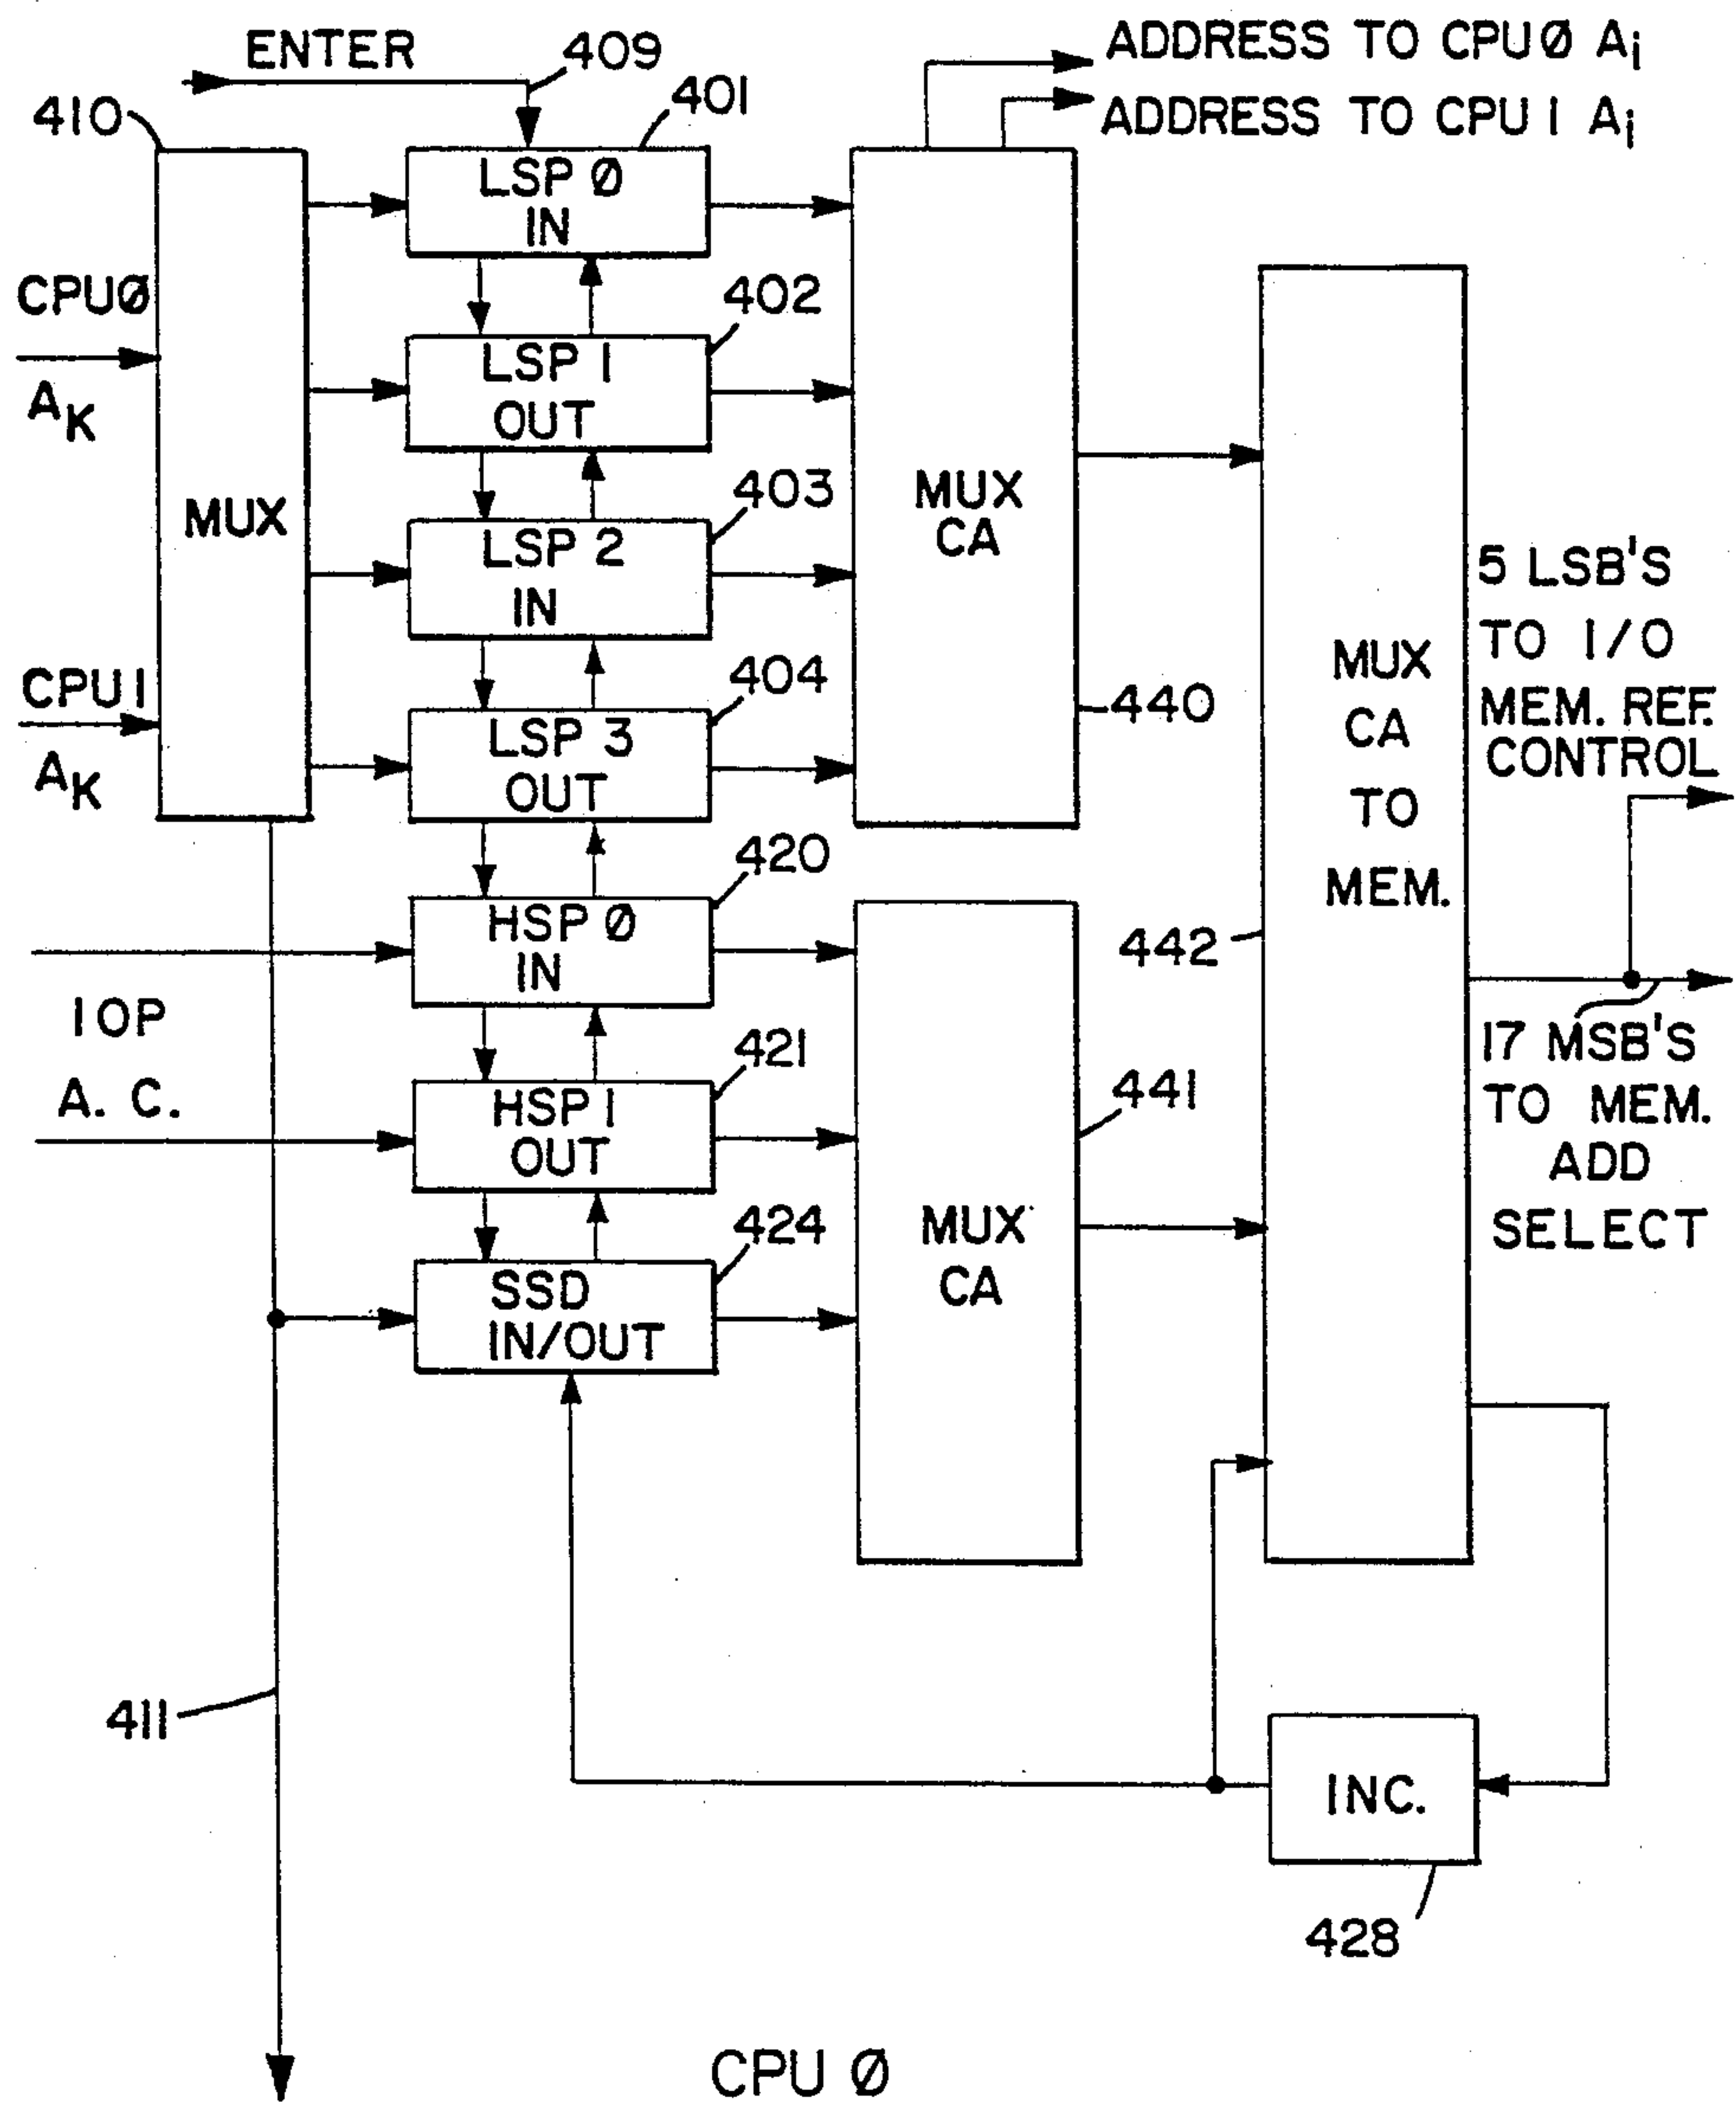 ENTER
409
401
410
ADDRESS TO CPU Ø Ai
ADDRESS TO CPU 1 Ai
LSP Ø
IN
CPUØ
AK
402
LSP 1
OUT
MUX
403
LSP 2
IN
MUX
CA
CPU 1
AK
404
LSP 3
OUT
440
MUX
CA
TO
MEM.
5 LSB'S
TO I/O
MEM. REF.
CONTROL
420
HSP Ø
IN
442
IOP
A. C.
421
HSP 1
OUT
441
17 MSB'S
TO MEM.
ADD
SELECT
424
SSD
IN/OUT
MUX
CA
411
INC.
428
CPU Ø